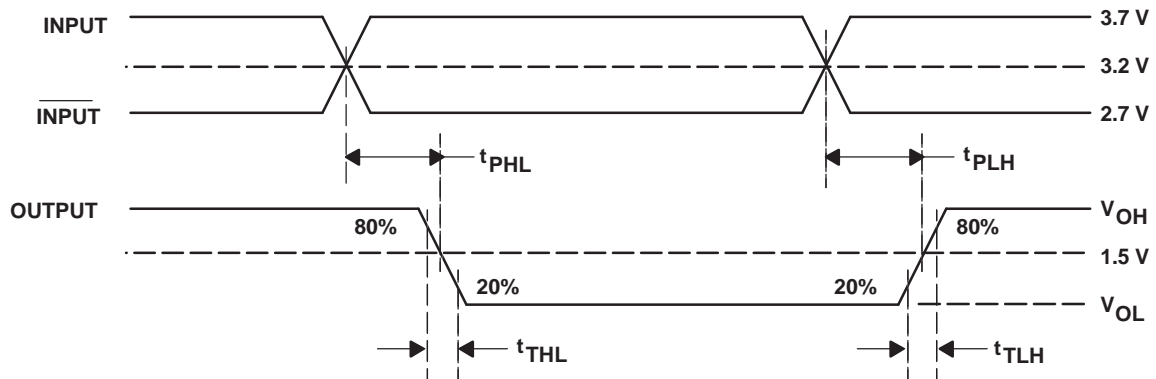 INPUT
3.7 V
3.2 V
INPUT
2.7 V
tPHL
tPLH
OUTPUT
VOH
80%
80%
1.5 V
20%
20%
VOL
tTHL
tTLH